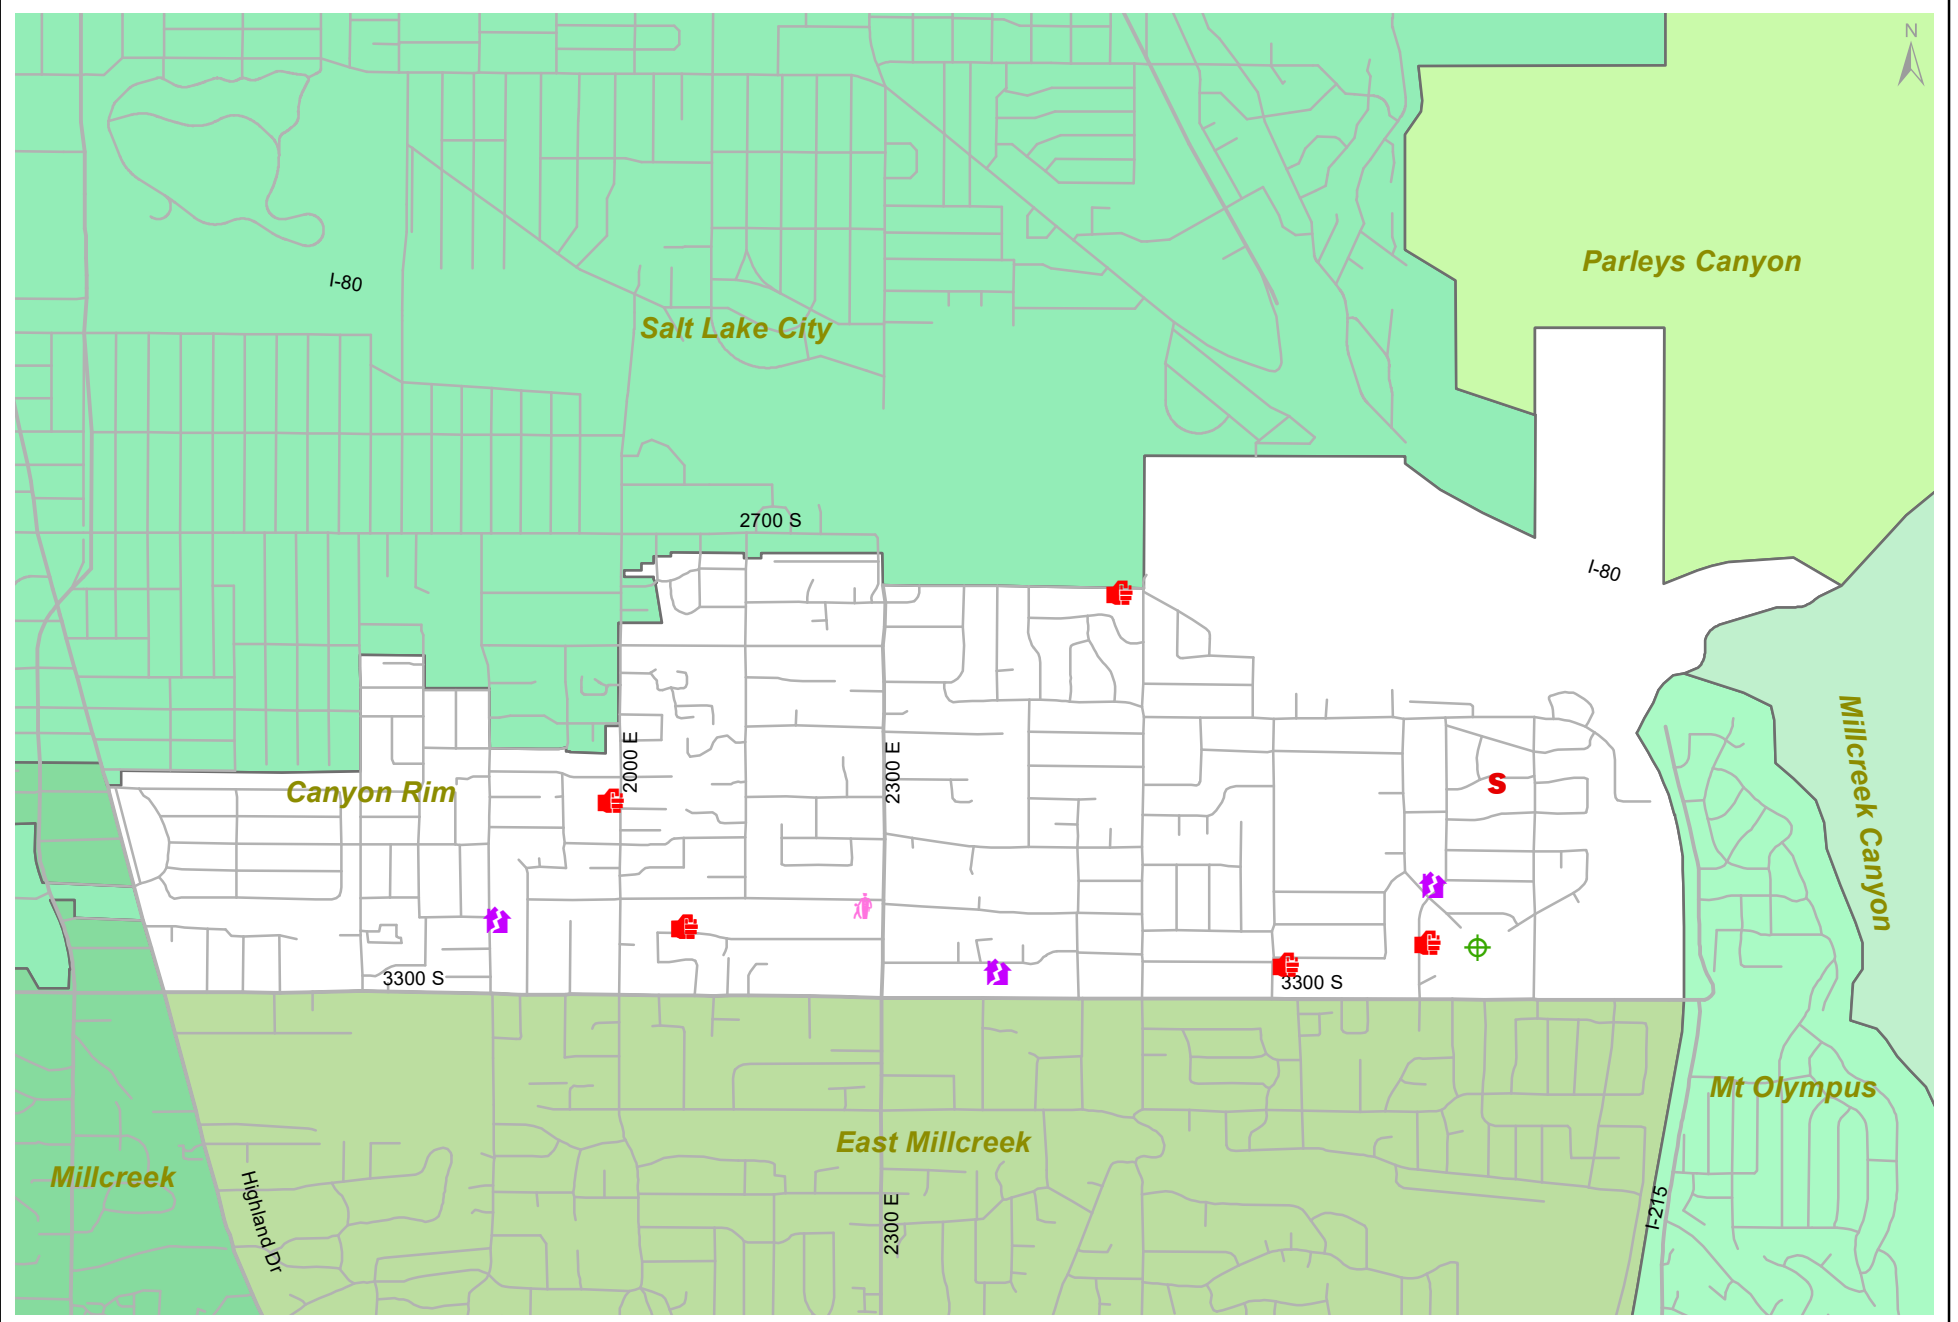 N
Parleys Canyon
I-80
Salt Lake City
2700 S
I-80
Millcreek Canyon
2000 E
2300 E
Canyon Rim
S
3300 S
3300 S
Mt Olympus
East Millcreek
Millcreek
Highland Dr
2300 E
I-215